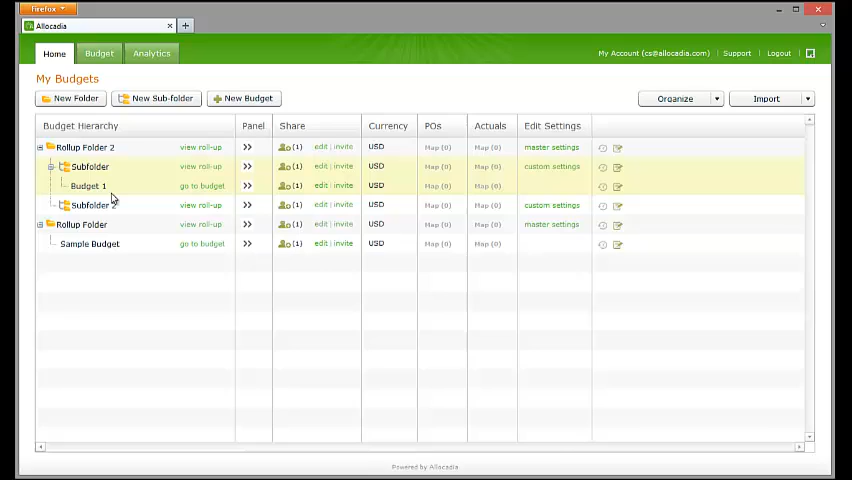 Firefox
Allocadia
Home Budget Analytics My Account (cs@allocadia.com) Support Logout
My Budgets
New Folder New Sub-folder New Budget Organize Import
Budget Hierarchy Panel Share Currency POs Actuals Edit Settings
Rollup Folder 2 view roll-up (1) edit | invite USD Map (0) Map (0) master settings
Subfolder view roll-up (1) edit | invite USD Map (0) Map (0) custom settings
Budget 1 go to budget (1) edit | invite USD Map (0) Map (0)
Subfolder 2 view roll-up (1) edit | invite USD Map (0) Map (0) custom settings
Rollup Folder view roll-up (1) edit | invite USD Map (0) Map (0) master settings
Sample Budget go to budget (1) edit | invite USD Map (0) Map (0)
Powered by Allocadia